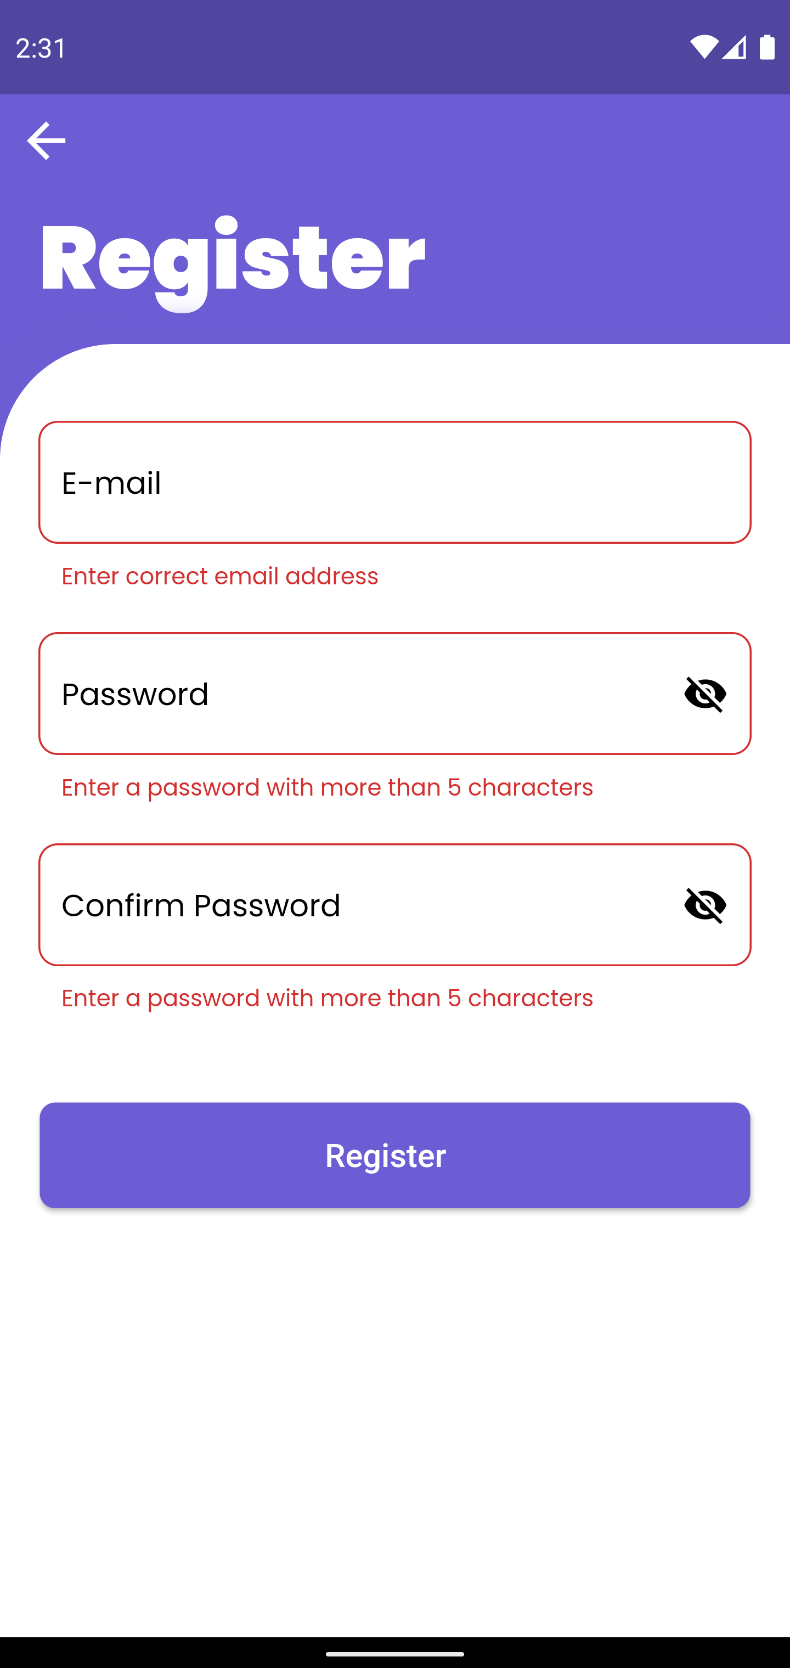 2:31
Register
E-mail
Enter correct email address
Password
Enter a password with more than 5 characters
Confirm Password
Enter a password with more than 5 characters
Register